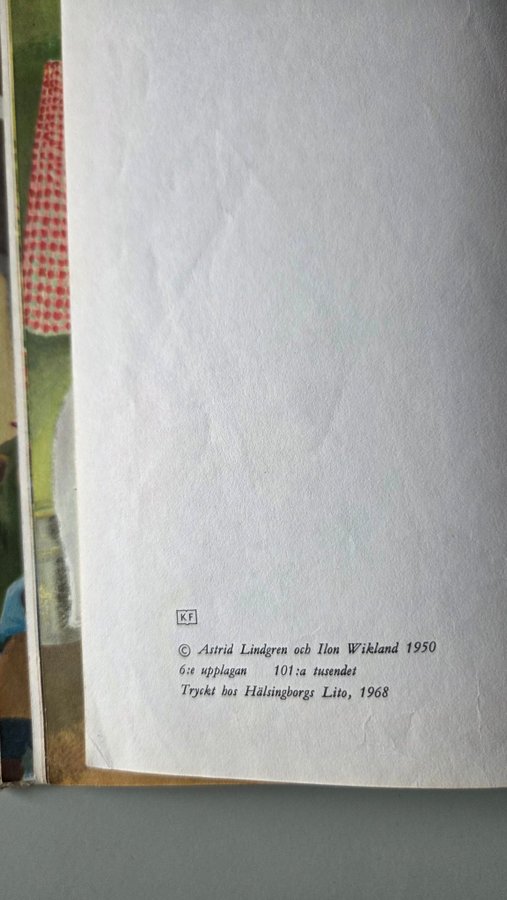 KF
© Astrid Lindgren och Ilon Wikland 1950
6:e upplagan 101:a tusendet
Tryckt hos Hälsingborgs Lito, 1968